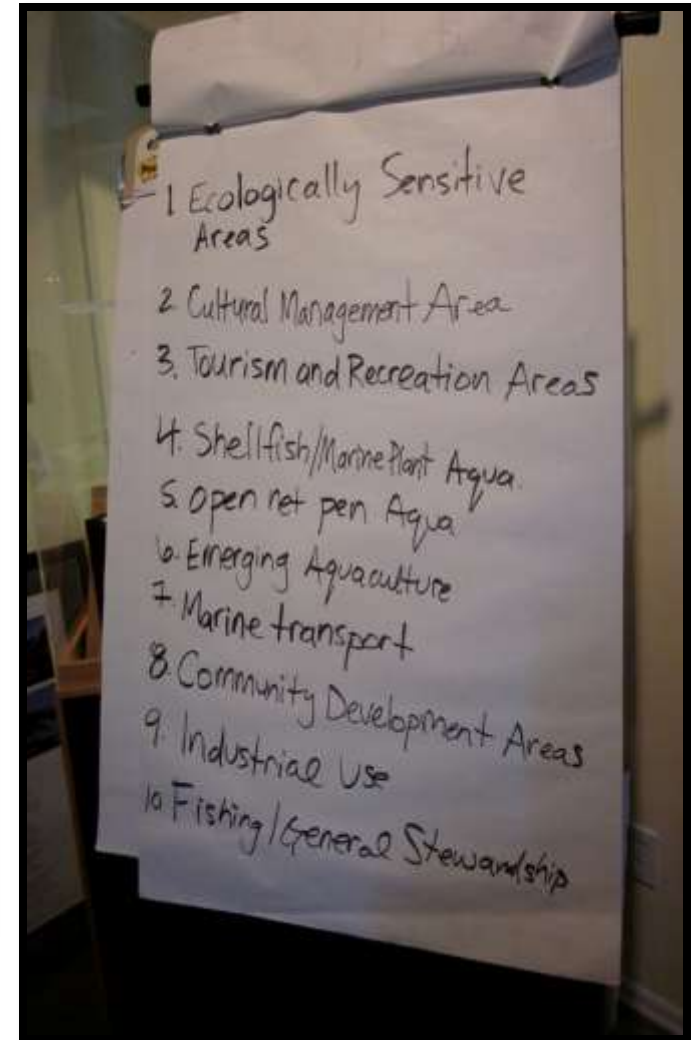 1 Ecologically Sensitive
Areas
2. Cultural Management Area
3. Tourism and Recreation Areas
4. Shellfish/Marine Plant Aqua.
5. Open net pen Aqua
6. Emerging Aquaculture
7. Marine transport
8. Community Development Areas
9. Industrial Use
10 Fishing/General Stewardship